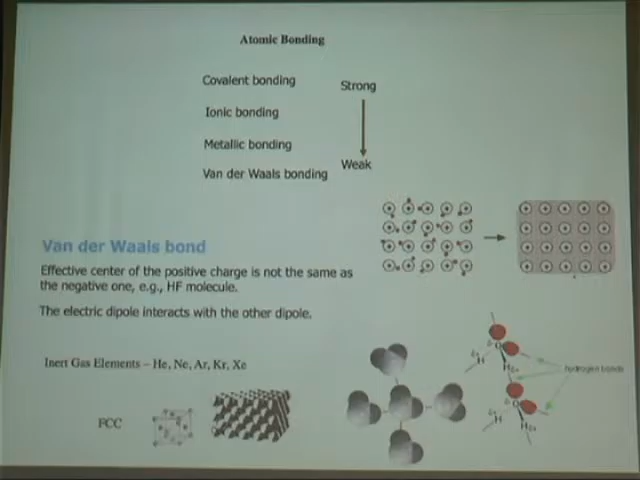 Atomic Bonding
Covalent bonding
Strong
Ionic bonding
Metallic bonding
Weak
Van der Waals bonding
Van der Waals bond
Effective center of the positive charge is not the same as
the negative one, e.g., HF molecule.
The electric dipole interacts with the other dipole.
Inert Gas Elements – He, Ne, Ar, Kr, Xe
hydrogen bonds
FCC
H
H
H
H